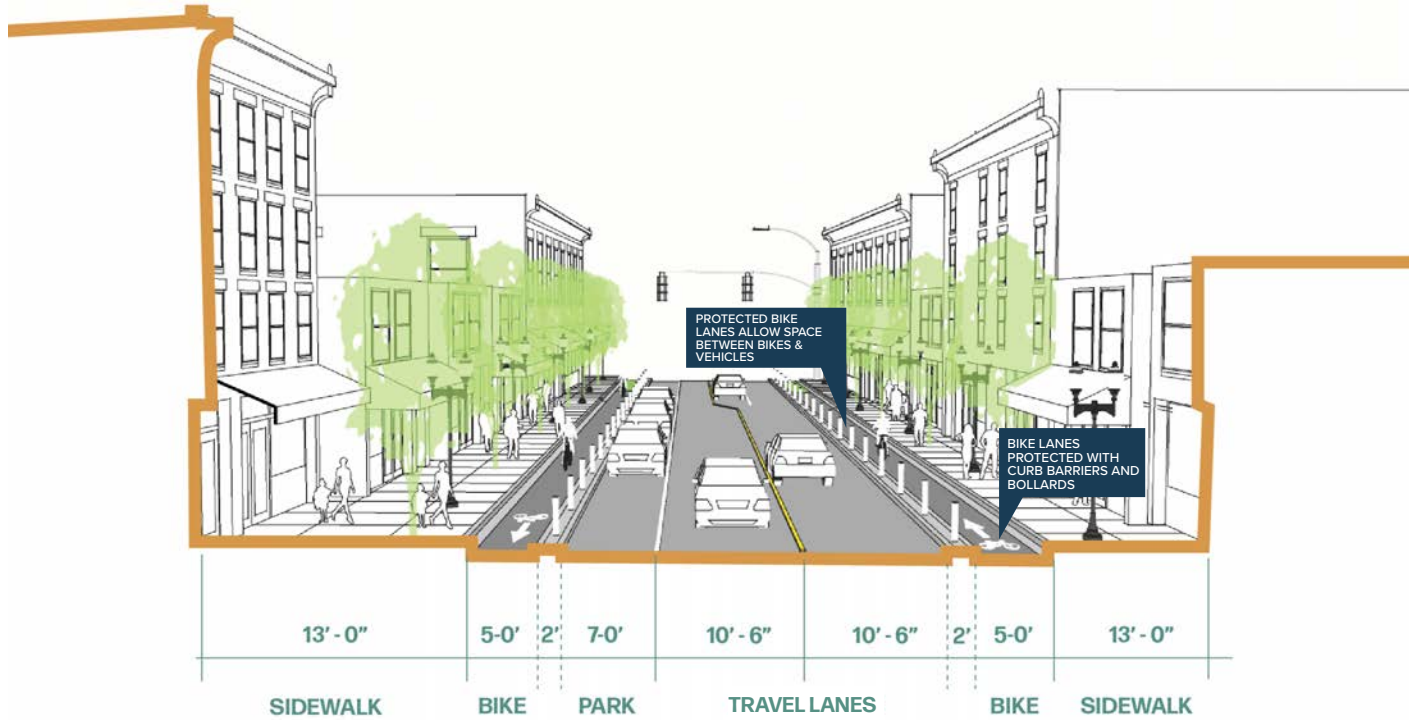 PROTECTED BIKE
LANES ALLOW SPACE
BETWEEN BIKES &
VEHICLES
BIKE LANES
PROTECTED WITH
CURB BARRIERS AND
BOLLARDS
13' - 0" 5-0' 2' 7-0' 10' - 6" 10' - 6" 2' 5-0' 13' - 0"
SIDEWALK BIKE PARK TRAVEL LANES BIKE SIDEWALK